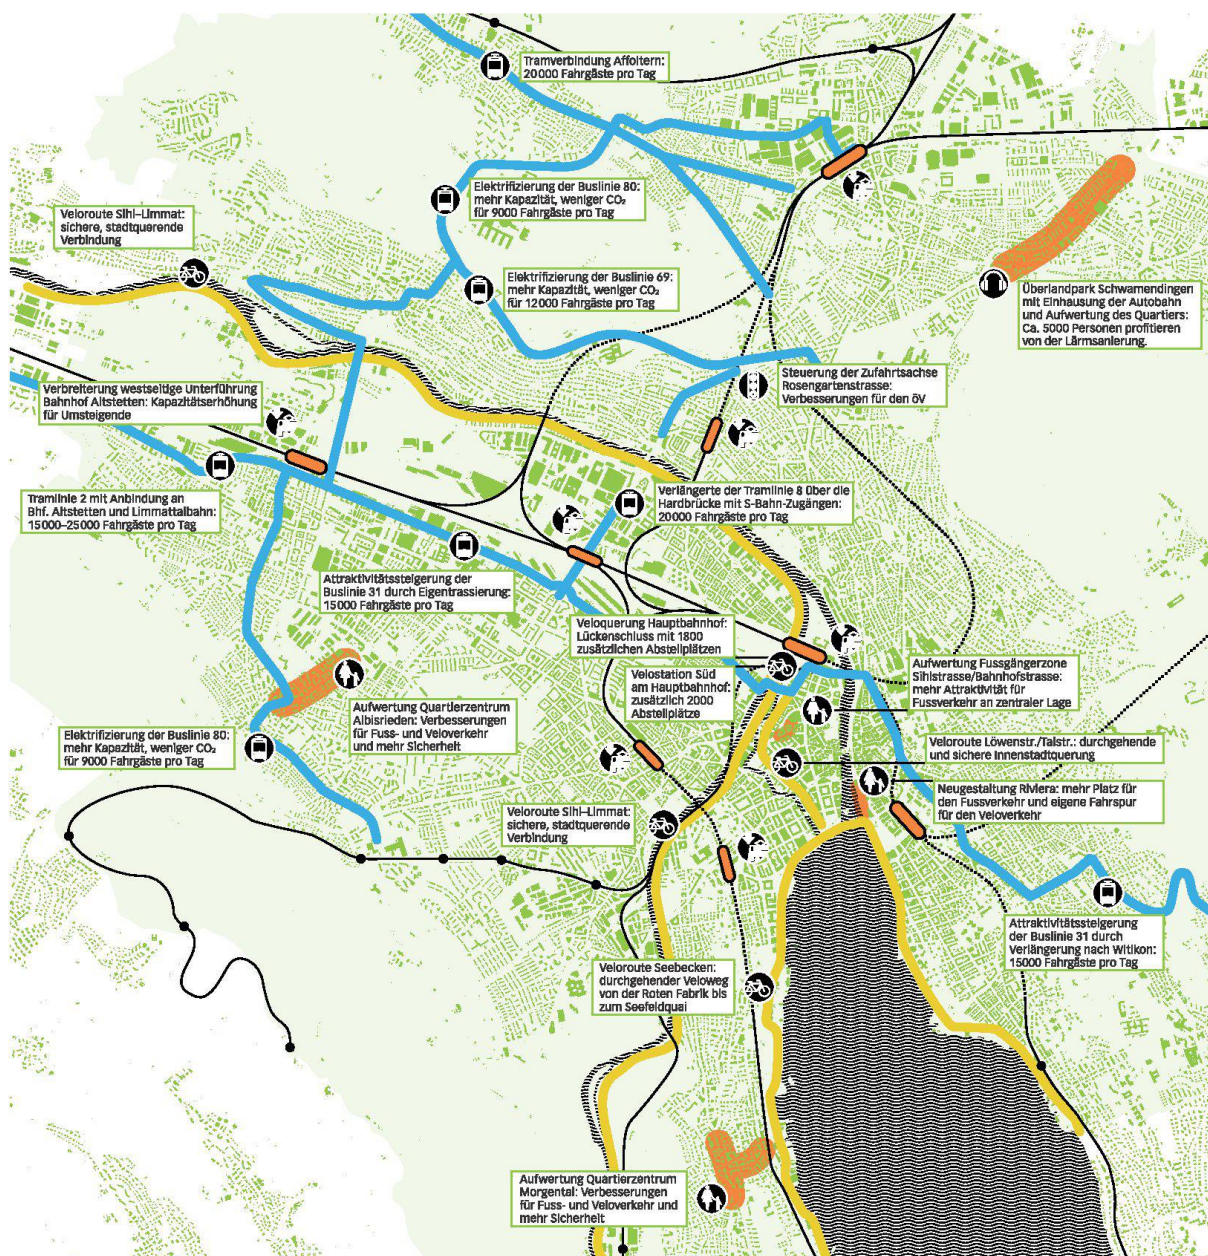 Tramverbindung Affoltern:
20000 Fahrgäste pro Tag
Elektrifizierung der Buslinie 80:
mehr Kapazität, weniger CO₂
für 9000 Fahrgäste pro Tag
Veloroute Sihl–Limmat:
sichere, stadtquerende
Verbindung
Elektrifizierung der Buslinie 69:
mehr Kapazität, weniger CO₂
für 12000 Fahrgäste pro Tag
Überlandpark Schwamendingen
mit Einhausung der Autobahn
und Aufwertung des Quartiers:
Ca. 5000 Personen profitieren
von der Lärmsanierung.
Steuerung der Zufahrtsachse
Rosengartenstrasse:
Verbesserungen für den öV
Verbreiterung westseitige Unterführung
Bahnhof Altstetten: Kapazitätserhöhung
für Umsteigende
Tramlinie 2 mit Anbindung an
Bhf. Altstetten und Limmattalbahn:
15000–25000 Fahrgäste pro Tag
Verlängerte der Tramlinie 8 über die
Hardbrücke mit S-Bahn-Zugängen:
20000 Fahrgäste pro Tag
Attraktivitätssteigerung der
Buslinie 31 durch Eigentrassierung:
15000 Fahrgäste pro Tag
Veloquerung Hauptbahnhof:
Lückenschluss mit 1800
zusätzlichen Abstellplätzen
Velostation Süd
am Hauptbahnhof:
zusätzlich 2000
Abstellplätze
Aufwertung Fussgängerzone
Sihlstrasse/Bahnhofstrasse:
mehr Attraktivität für
Fussverkehr an zentraler Lage
Aufwertung Quartierzentrum
Albisrieden: Verbesserungen
für Fuss- und Veloverkehr
und mehr Sicherheit
Elektrifizierung der Buslinie 80:
mehr Kapazität, weniger CO₂
für 9000 Fahrgäste pro Tag
Veloroute Löwenstr./Talstr.: durchgehende
und sichere Innenstadtquerung
Neugestaltung Riviera: mehr Platz für
den Fussverkehr und eigene Fahrspur
für den Veloverkehr
Veloroute Sihl–Limmat:
sichere, stadtquerende
Verbindung
Attraktivitätssteigerung
der Buslinie 31 durch
Verlängerung nach Witikon:
15000 Fahrgäste pro Tag
Veloroute Seebecken:
durchgehender Veloweg
von der Roten Fabrik bis
zum Seefeldquai
Aufwertung Quartierzentrum
Morgental: Verbesserungen
für Fuss- und Veloverkehr und
mehr Sicherheit